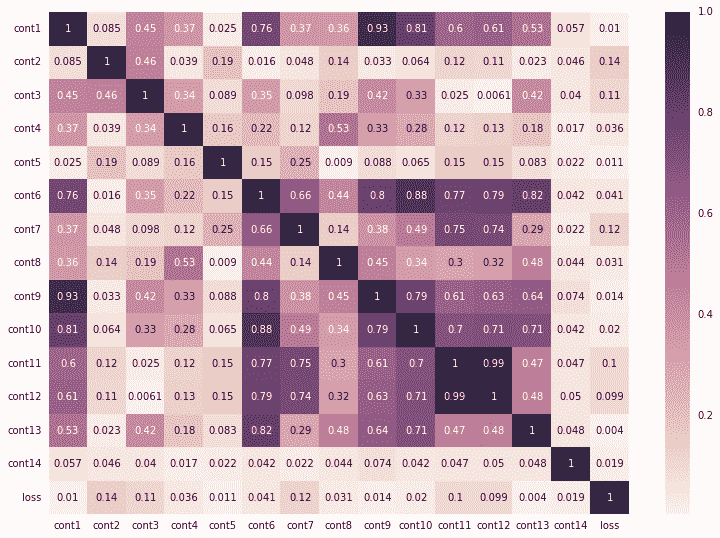 cont1 1 0.085 0.45 0.37 0.025 0.76 0.37 0.36 0.93 0.81 0.6 0.61 0.53 0.057 0.01
cont2 0.085 1 0.46 0.039 0.19 0.016 0.048 0.14 0.033 0.064 0.12 0.11 0.023 0.046 0.14
cont3 0.45 0.46 1 0.34 0.089 0.35 0.098 0.19 0.42 0.33 0.025 0.0061 0.42 0.04 0.11
cont4 0.37 0.039 0.34 1 0.16 0.22 0.12 0.53 0.33 0.28 0.12 0.13 0.18 0.017 0.036
cont5 0.025 0.19 0.089 0.16 1 0.15 0.25 0.009 0.088 0.065 0.15 0.15 0.083 0.022 0.011
cont6 0.76 0.016 0.35 0.22 0.15 1 0.66 0.44 0.8 0.88 0.77 0.79 0.82 0.042 0.041
cont7 0.37 0.048 0.098 0.12 0.25 0.66 1 0.14 0.38 0.49 0.75 0.74 0.29 0.022 0.12
cont8 0.36 0.14 0.19 0.53 0.009 0.44 0.14 1 0.45 0.34 0.3 0.32 0.48 0.044 0.031
cont9 0.93 0.033 0.42 0.33 0.088 0.8 0.38 0.45 1 0.79 0.61 0.63 0.64 0.074 0.014
cont10 0.81 0.064 0.33 0.28 0.065 0.88 0.49 0.34 0.79 1 0.7 0.71 0.71 0.042 0.02
cont11 0.6 0.12 0.025 0.12 0.15 0.77 0.75 0.3 0.61 0.7 1 0.99 0.47 0.047 0.1
cont12 0.61 0.11 0.0061 0.13 0.15 0.79 0.74 0.32 0.63 0.71 0.99 1 0.48 0.05 0.099
cont13 0.53 0.023 0.42 0.18 0.083 0.82 0.29 0.48 0.64 0.71 0.47 0.48 1 0.048 0.004
cont14 0.057 0.046 0.04 0.017 0.022 0.042 0.022 0.044 0.074 0.042 0.047 0.05 0.048 1 0.019
loss 0.01 0.14 0.11 0.036 0.011 0.041 0.12 0.031 0.014 0.02 0.1 0.099 0.004 0.019 1
cont1 cont2 cont3 cont4 cont5 cont6 cont7 cont8 cont9 cont10 cont11 cont12 cont13 cont14 loss
1.0
0.8
0.6
0.4
0.2